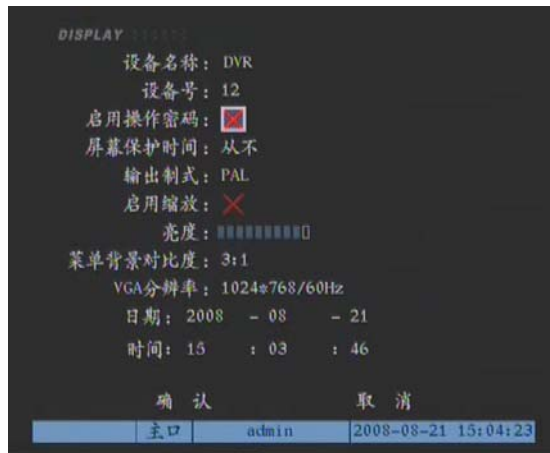 DISPLAY
设备名称： DVR
设备号： 12
启用操作密码：
屏幕保护时间： 从不
输出制式： PAL
启用缩放：
亮度：
菜单背景对比度： 3:1
VGA分辨率： 1024*768/60Hz
日期： 2008 - 08 - 21
时间： 15 : 03 : 46
确 认 取 消
主口 admin 2008-08-21 15:04:23